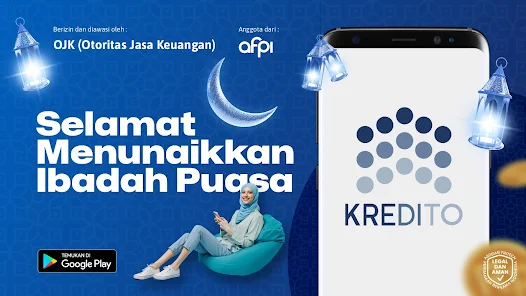 Berizin dan diawasi oleh :
OJK (Otoritas Jasa Keuangan)
Anggota dari :
afpi
Selamat
Menunaikkan
Ibadah Puasa
KREDITO
TEMUKAN DI
Google Play
LEGAL
DAN
AMAN